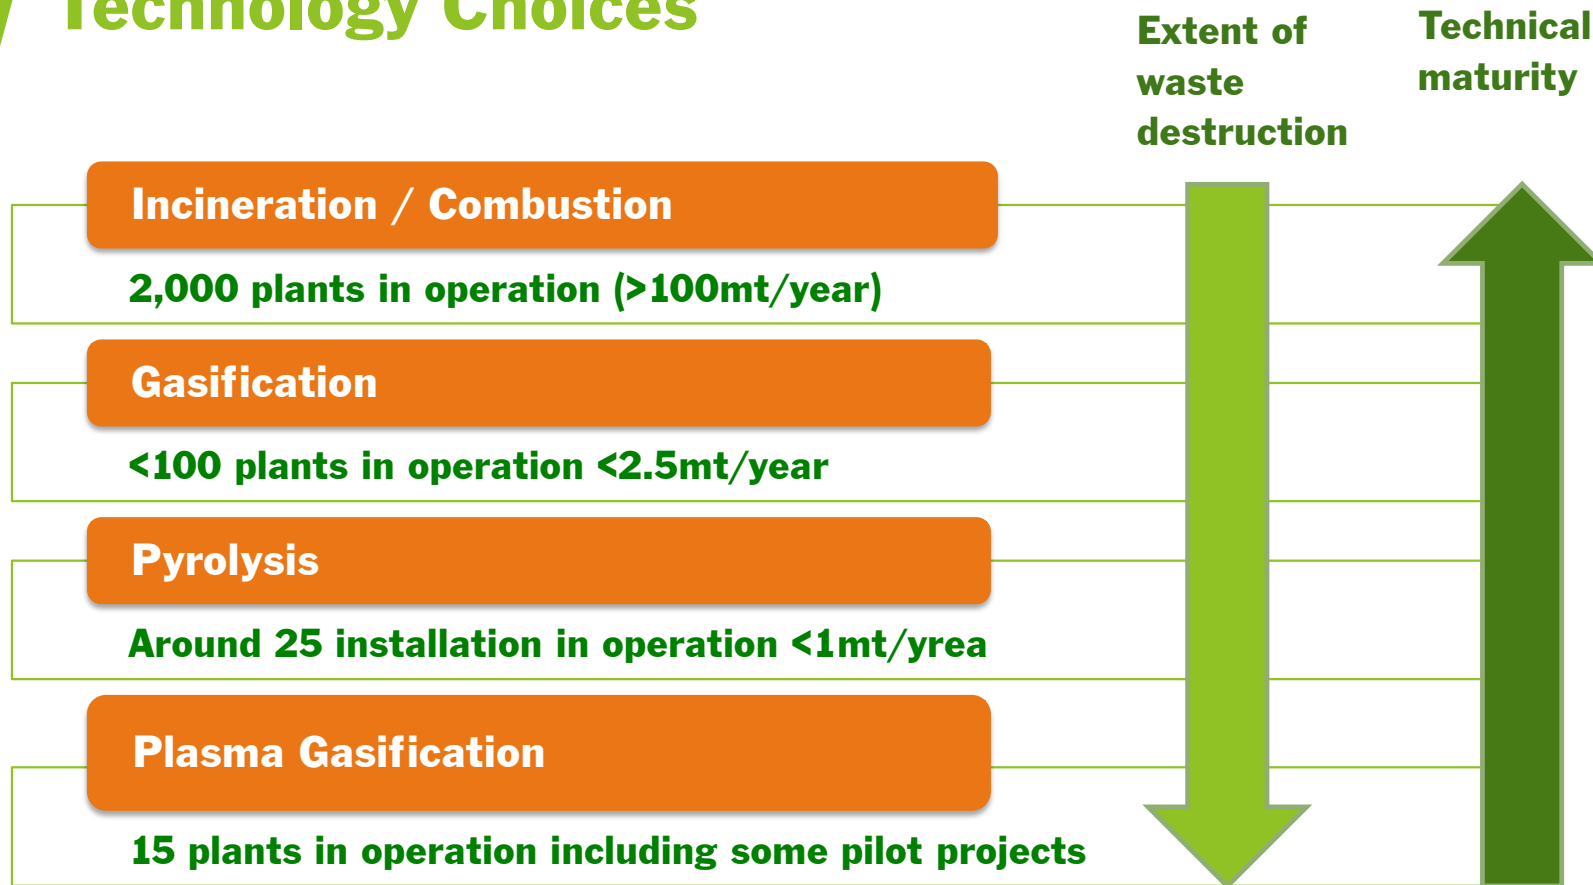 Technology Choices
Extent of
waste
destruction
Technical
maturity
Incineration / Combustion
2,000 plants in operation (>100mt/year)
Gasification
<100 plants in operation <2.5mt/year
Pyrolysis
Around 25 installation in operation <1mt/yrea
Plasma Gasification
15 plants in operation including some pilot projects